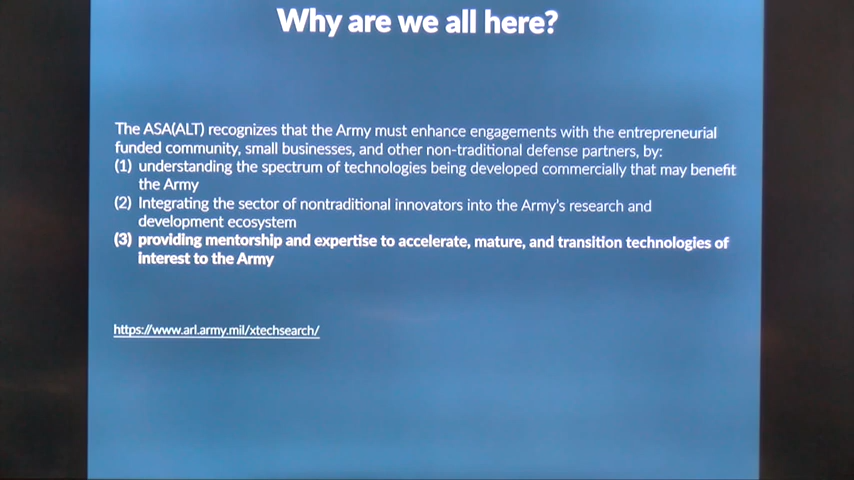 Why are we all here?
The ASA(ALT) recognizes that the Army must enhance engagements with the entrepreneurial
funded community, small businesses, and other non-traditional defense partners, by:
(1) understanding the spectrum of technologies being developed commercially that may benefit
the Army
(2) Integrating the sector of nontraditional innovators into the Army's research and
development ecosystem
(3) providing mentorship and expertise to accelerate, mature, and transition technologies of
interest to the Army
https://www.arl.army.mil/xtechsearch/